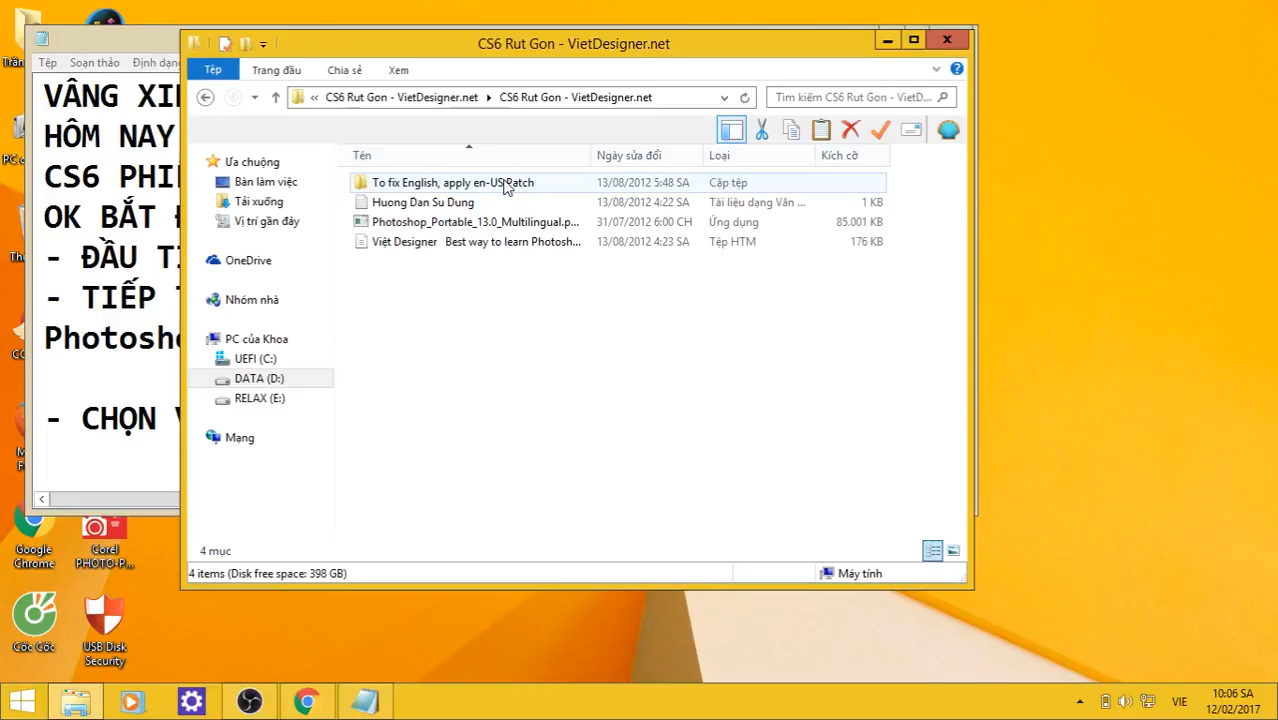 CS6 Rut Gon - VietDesigner.net
Tệp
Trang đầu
Chia sẻ
Xem
« CS6 Rut Gon - VietDesigner.net
CS6 Rut Gon - VietDesigner.net
Tìm kiếm CS6 Rut Gon - VietD...
Tên
Ngày sửa đổi
Loại
Kích cỡ
To fix English, apply en-US Patch
13/08/2012 5:48 SA
Cặp tệp
Huong Dan Su Dung
13/08/2012 4:22 SA
Tài liệu dạng Văn ...
1 KB
Photoshop_Portable_13.0_Multilingual.p...
31/07/2012 6:00 CH
Ứng dụng
85.001 KB
Việt Designer Best way to learn Photosh...
13/08/2012 4:23 SA
Tệp HTM
176 KB
Ưa chuộng
Bàn làm việc
Tải xuống
Vị trí gần đây
OneDrive
Nhóm nhà
PC của Khoa
UEFI (C:)
DATA (D:)
RELAX (E:)
Mạng
4 mục
4 items (Disk free space: 398 GB)
Máy tính
Tệp
Soạn thảo
Định dạng
VÂNG XI
HÔM NAY
CS6 PHI
OK BẮT
- ĐẦU T
- TIẾP
Photosh
- CHỌN
Google
Chrome
Corel
PHOTO-P...
Cốc Cốc
USB Disk
Security
VIE
10:06 SA
12/02/2017